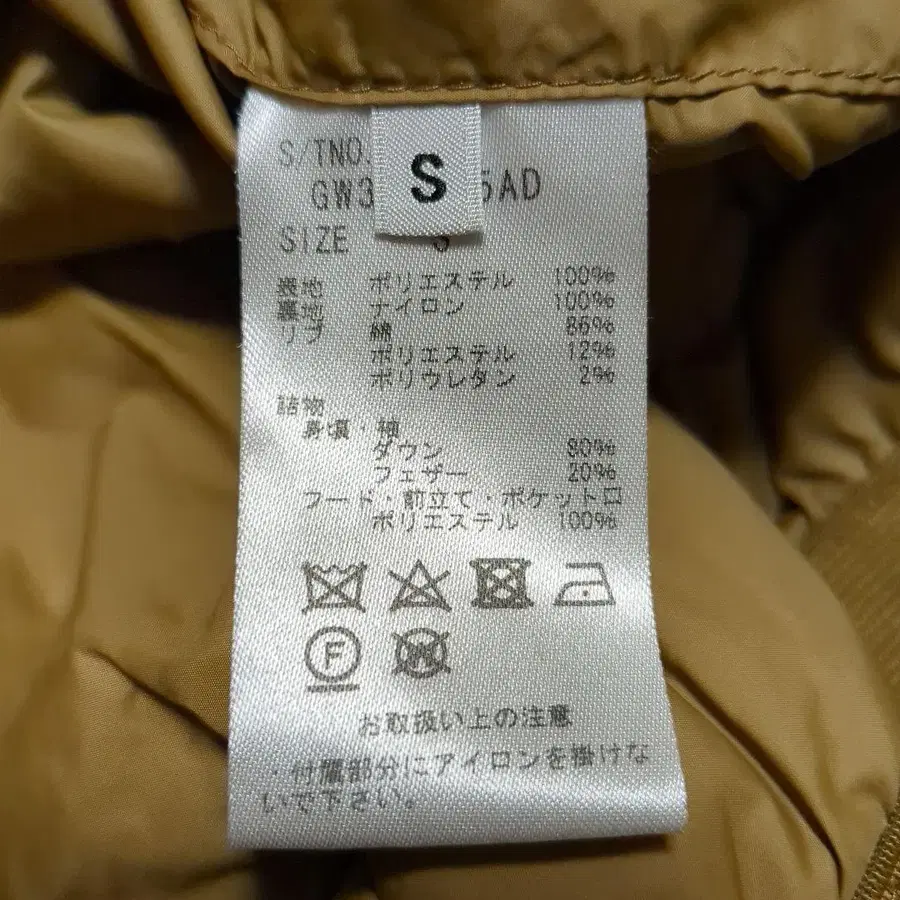 S/TNO.
S
GW3 5AD
SIZE S
表地 ポリエステル 100%
裏地 ナイロン 100%
リブ 綿 86%
ポリエステル 12%
ポリウレタン 2%
詰物
身頃・袖
ダウン 80%
フェザー 20%
フード・前立て・ポケット口
ポリエステル 100%
F
W
お取扱い上の注意
・付属部分にアイロンを掛けな
いで下さい。